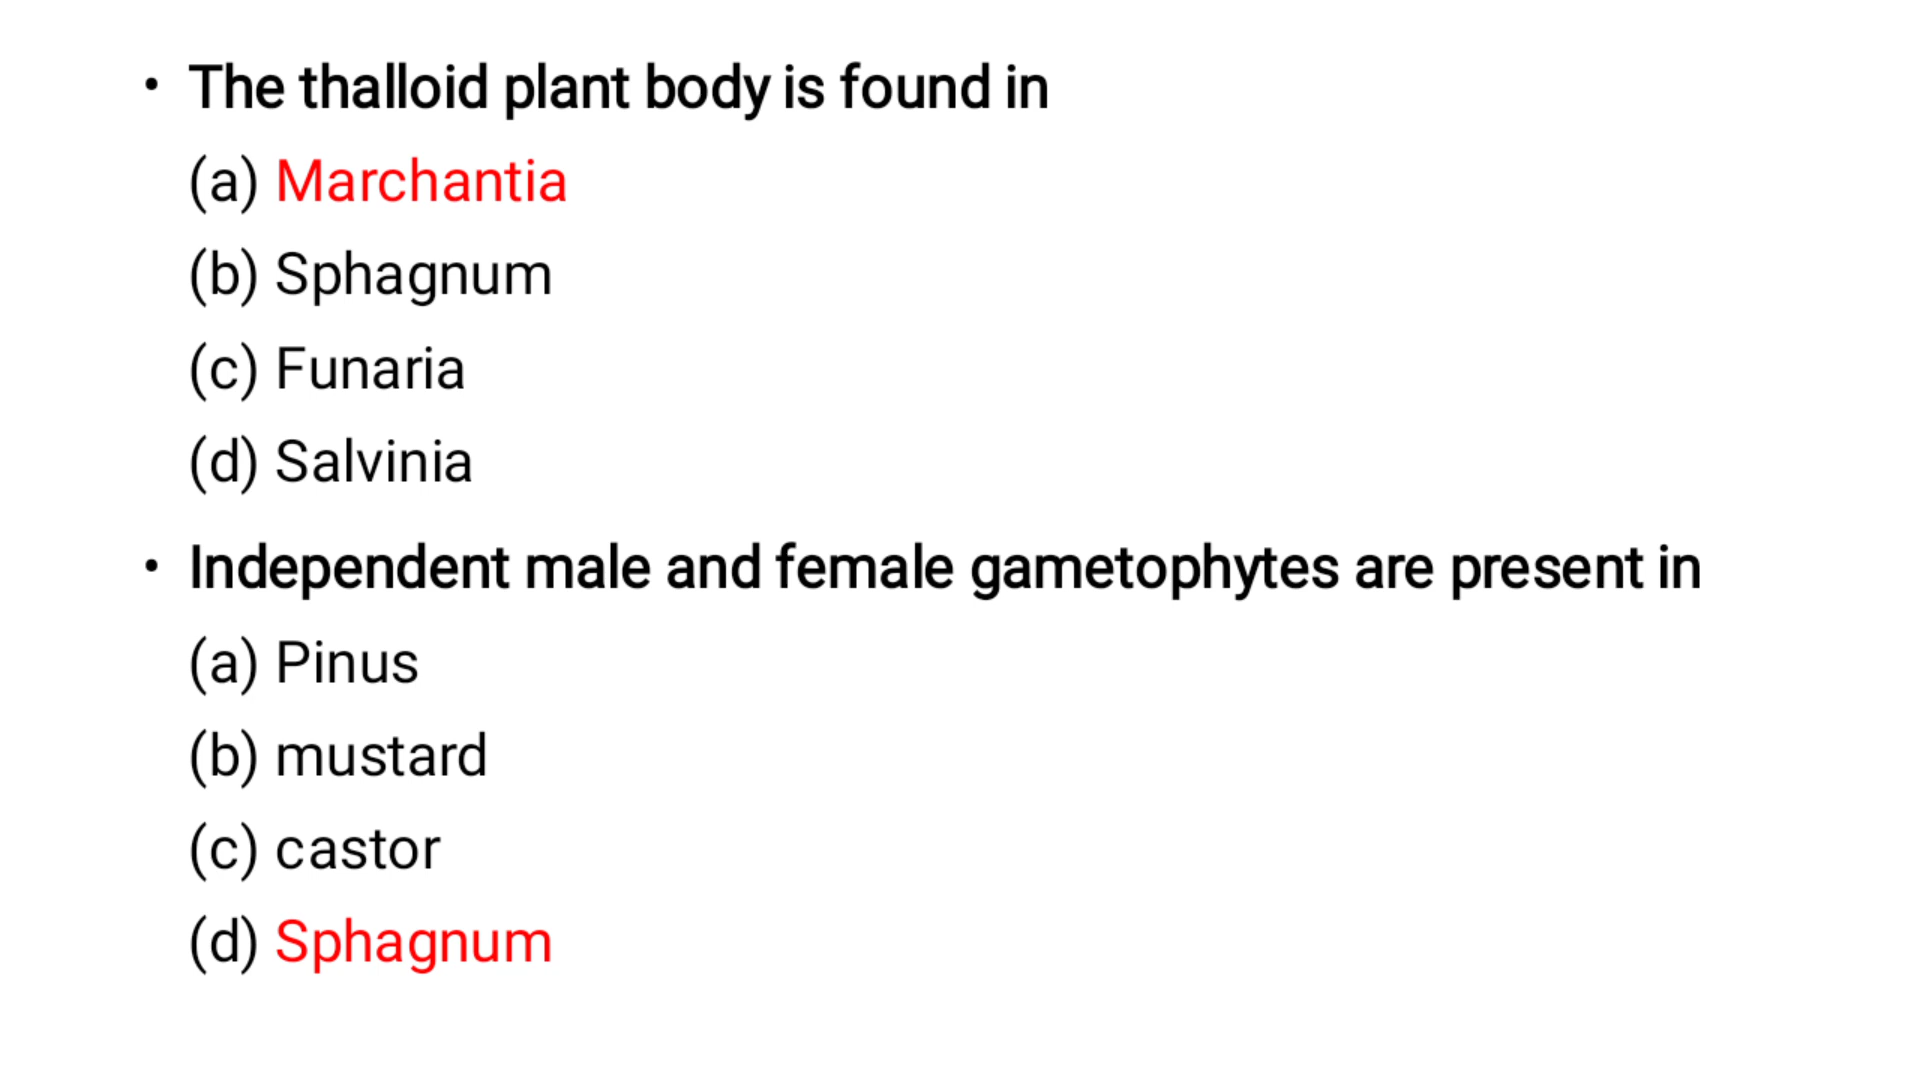 • The thalloid plant body is found in
(a) Marchantia
(b) Sphagnum
(c) Funaria
(d) Salvinia
• Independent male and female gametophytes are present in
(a) Pinus
(b) mustard
(c) castor
(d) Sphagnum